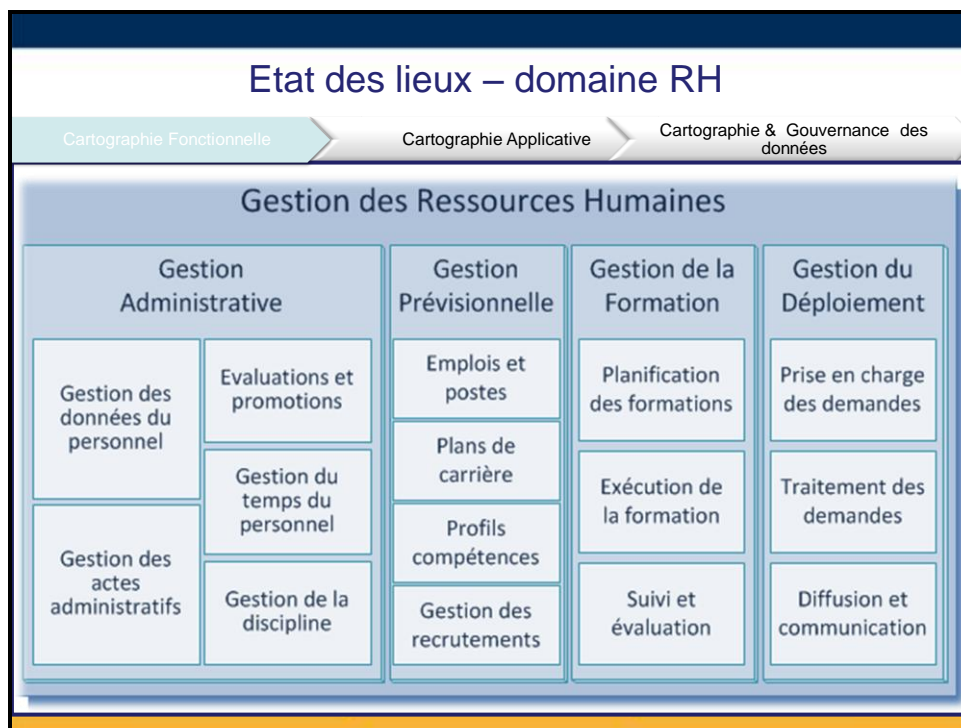 Etat des lieux – domaine RH
Cartographie Fonctionnelle
Cartographie Applicative
Cartographie & Gouvernance des
données
Gestion des Ressources Humaines
Gestion
Administrative
Gestion des
données du
personnel
Gestion des
actes
administratifs
Evaluations et
promotions
Gestion du
temps du
personnel
Gestion de la
discipline
Gestion
Prévisionnelle
Emplois et
postes
Plans de
carrière
Profils
compétences
Gestion des
recrutements
Gestion de la
Formation
Planification
des formations
Exécution de
la formation
Suivi et
évaluation
Gestion du
Déploiement
Prise en charge
des demandes
Traitement des
demandes
Diffusion et
communication